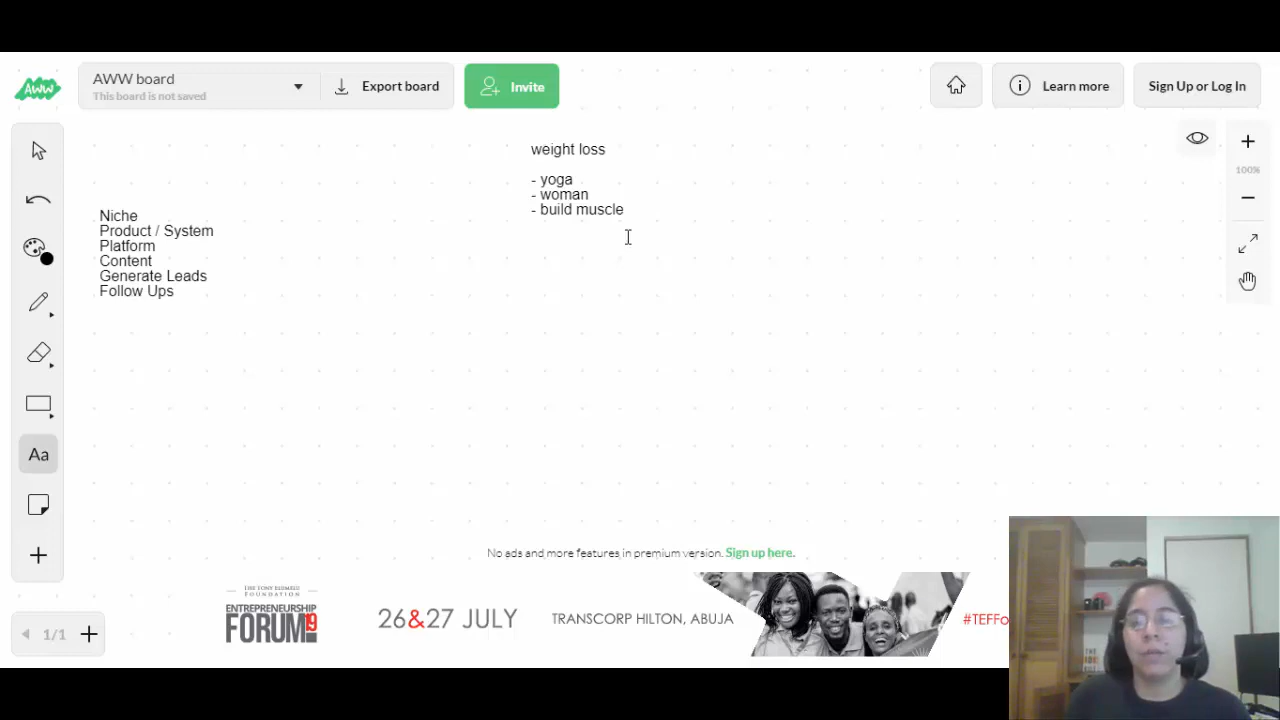 AWW
AWW board
This board is not saved
Export board
Invite
Learn more
Sign Up or Log In
100%
weight loss
- yoga
- woman
- build muscle
Niche
Product / System
Platform
Content
Generate Leads
Follow Ups
Aa
No ads and more features in premium version. Sign up here.
1/1
THE TONY ELUMELU
FOUNDATION
ENTREPRENEURSHIP
FORUM19
26&27 JULY
TRANSCORP HILTON, ABUJA
#TEFFo